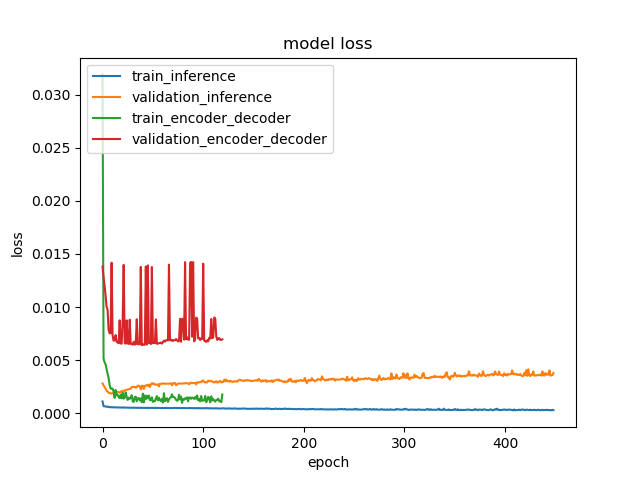 model loss
train_inference
validation_inference
train_encoder_decoder
validation_encoder_decoder
0.030
0.025
0.020
0.015
0.010
0.005
0.000
loss
0 100 200 300 400
epoch